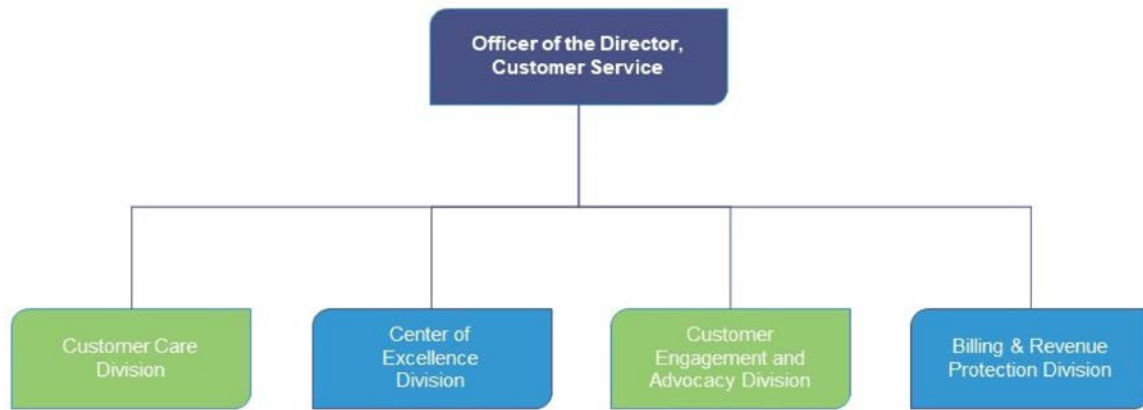 Officer of the Director,
Customer Service
Customer Care
Division
Center of
Excellence
Division
Customer
Engagement and
Advocacy Division
Billing & Revenue
Protection Division